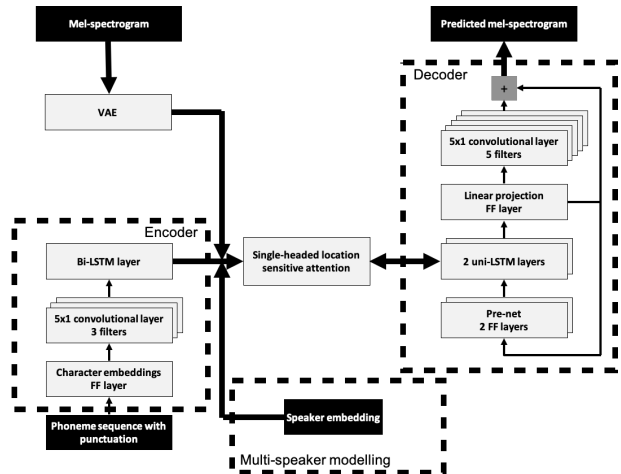 Mel-spectrogram
VAE
Encoder
Bi-LSTM layer
5x1 convolutional layer
3 filters
Character embeddings
FF layer
Phoneme sequence with
punctuation
Single-headed location
sensitive attention
Speaker embedding
Multi-speaker modelling
Predicted mel-spectrogram
Decoder
+
5x1 convolutional layer
5 filters
Linear projection
FF layer
2 uni-LSTM layers
Pre-net
2 FF layers